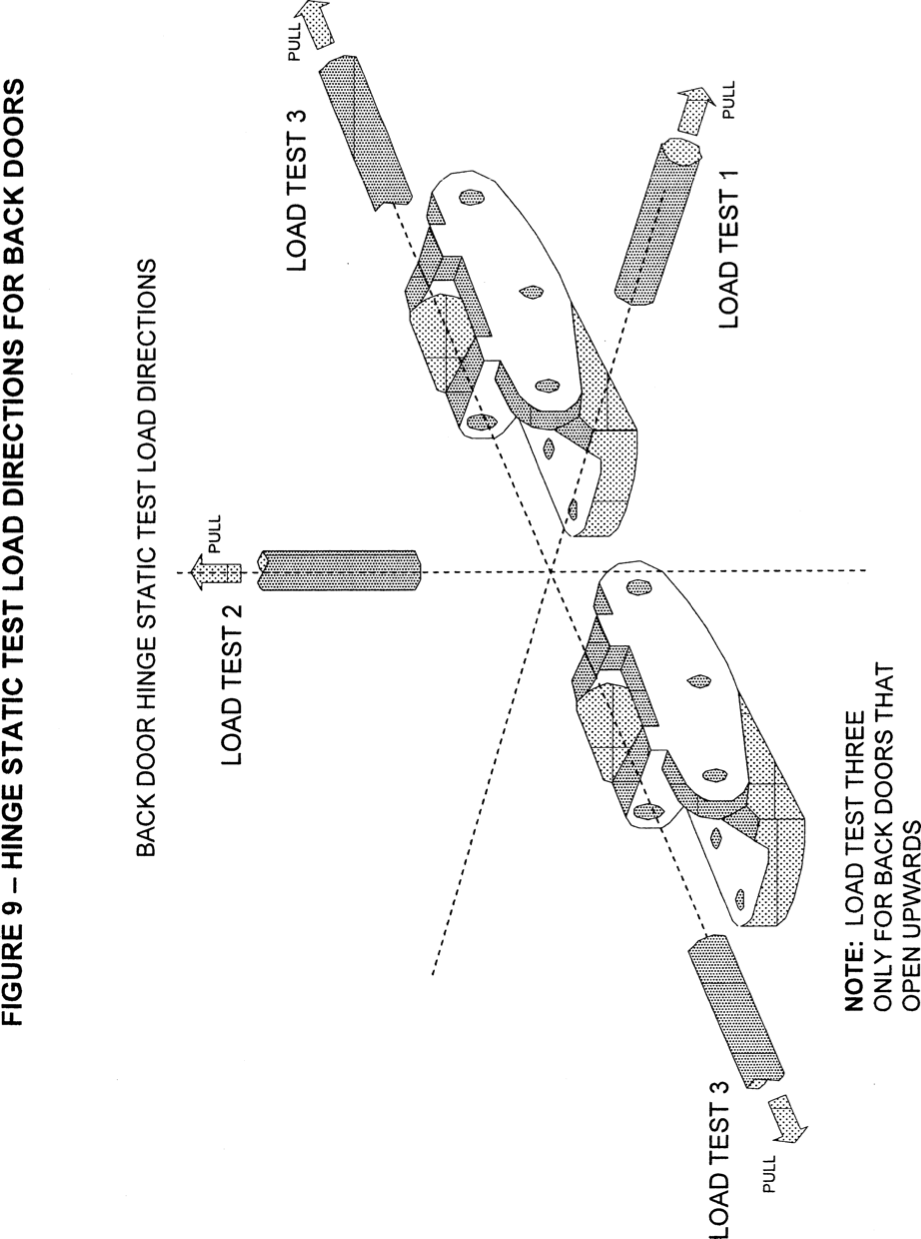 FIGURE 9 – HINGE STATIC TEST LOAD DIRECTIONS FOR BACK DOORS
BACK DOOR HINGE STATIC TEST LOAD DIRECTIONS
PULL
LOAD TEST 2
PULL
LOAD TEST 3
LOAD TEST 1
PULL
LOAD TEST 3
PULL
NOTE: LOAD TEST THREE
ONLY FOR BACK DOORS THAT
OPEN UPWARDS